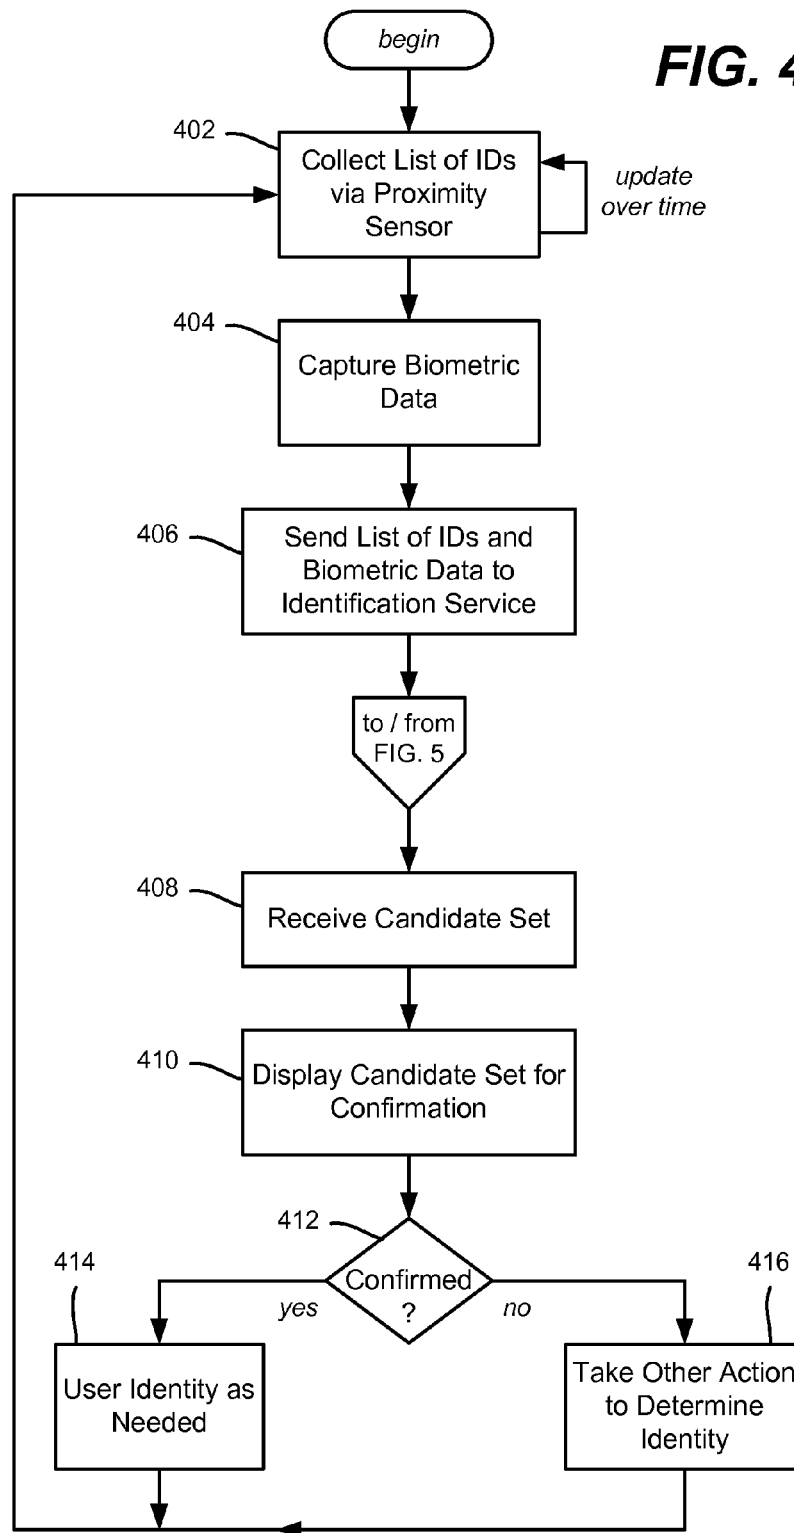 begin
FIG. 4
402
Collect List of IDs
via Proximity
Sensor
update
over time
404
Capture Biometric
Data
406
Send List of IDs and
Biometric Data to
Identification Service
to / from
FIG. 5
408
Receive Candidate Set
410
Display Candidate Set for
Confirmation
412
Confirmed
?
yes
no
414
User Identity as
Needed
416
Take Other Action
to Determine
Identity